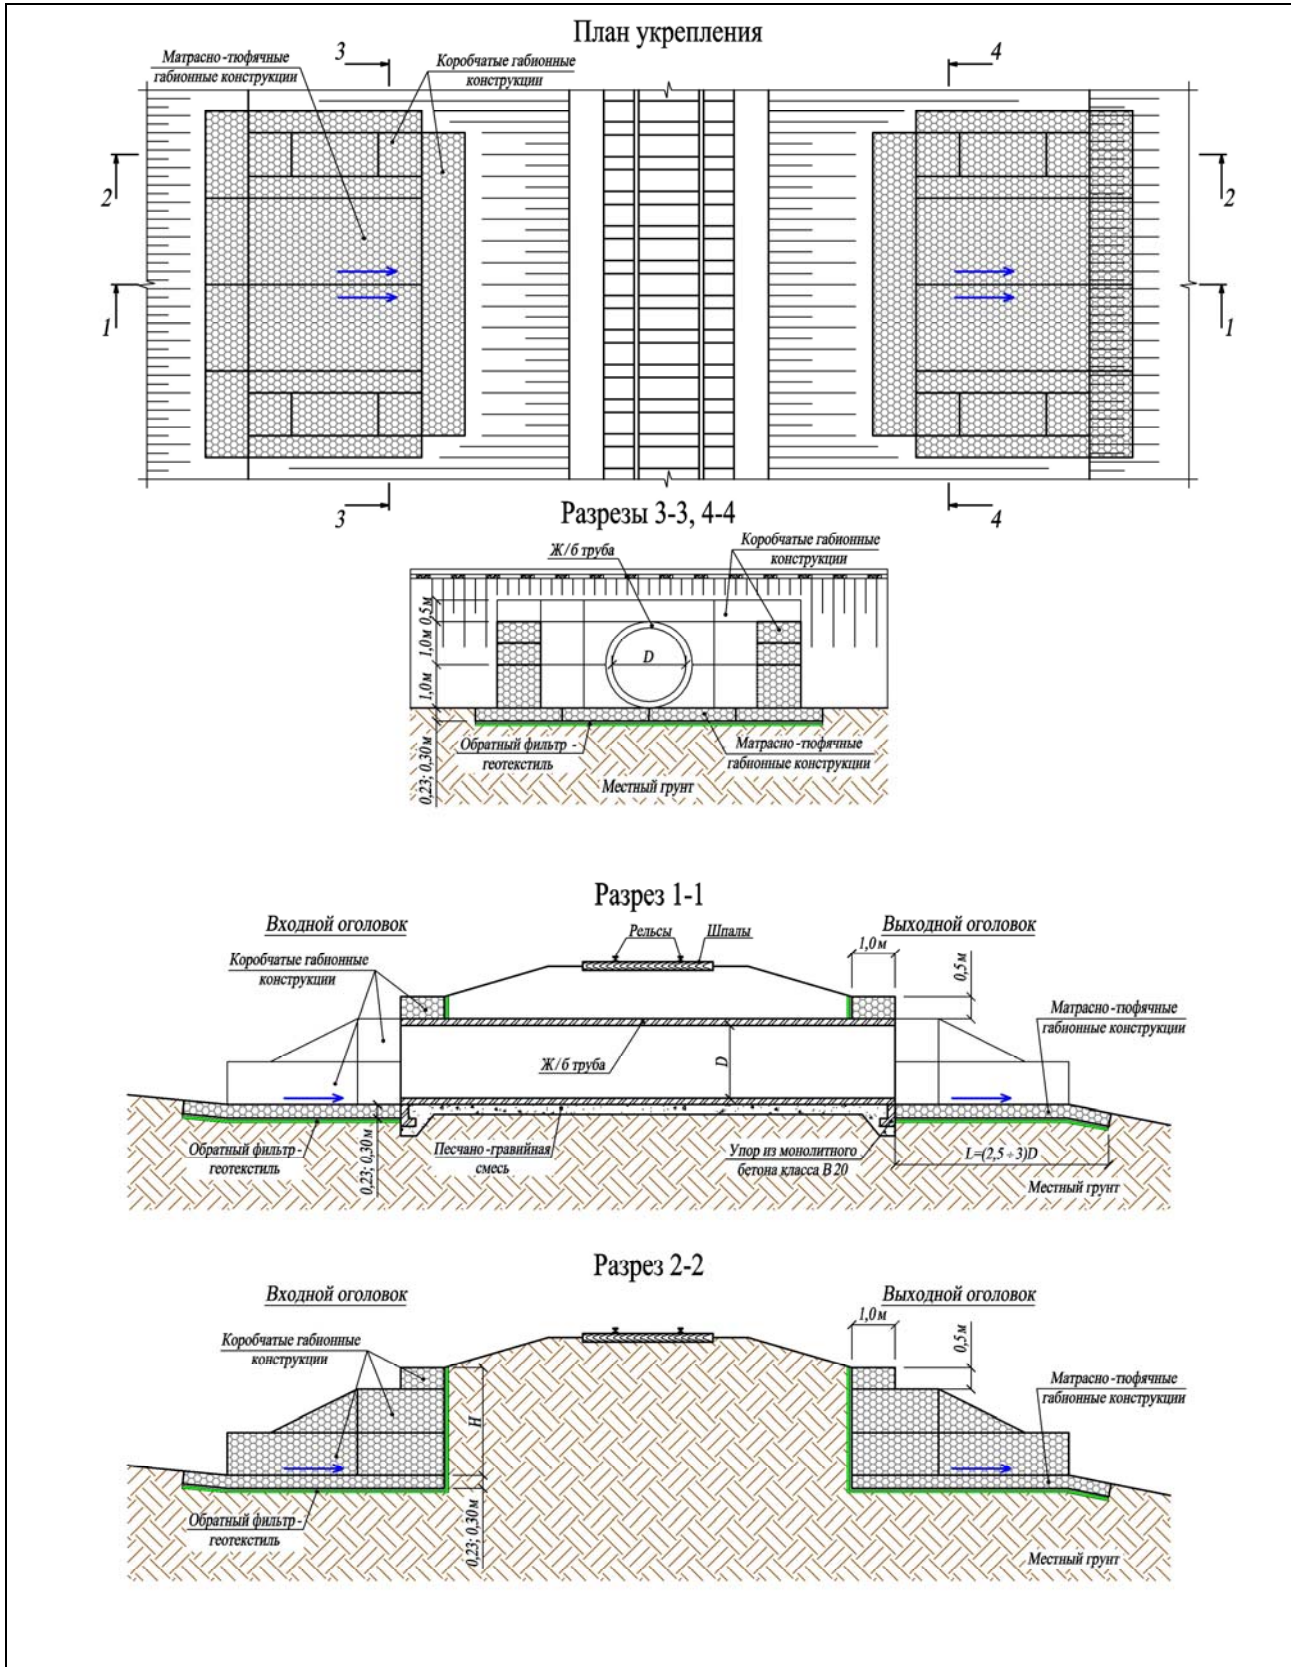 План укрепления
Матрасно-тюфячные
габионные конструкции
3
Коробчатые габионные
конструкции
4
2
2
1
1
3
4
Разрезы 3-3, 4-4
Ж/б труба
Коробчатые габионные
конструкции
0,5м
1,0м
1,0м
0,23; 0,30м
D
Обратный фильтр -
геотекстиль
Матрасно-тюфячные
габионные конструкции
Местный грунт
Разрез 1-1
Входной оголовок
Выходной оголовок
Рельсы
Шпалы
1,0м
0,5м
Коробчатые габионные
конструкции
Матрасно-тюфячные
габионные конструкции
Ж/б труба
D
Обратный фильтр-
геотекстиль
0,23; 0,30м
Песчано-гравийная
смесь
Упор из монолитного
бетона класса В 20
L=(2,5÷3)D
Местный грунт
Разрез 2-2
Входной оголовок
Выходной оголовок
1,0м
0,5м
Коробчатые габионные
конструкции
Матрасно-тюфячные
габионные конструкции
H
Обратный фильтр-
геотекстиль
0,23; 0,30м
Местный грунт